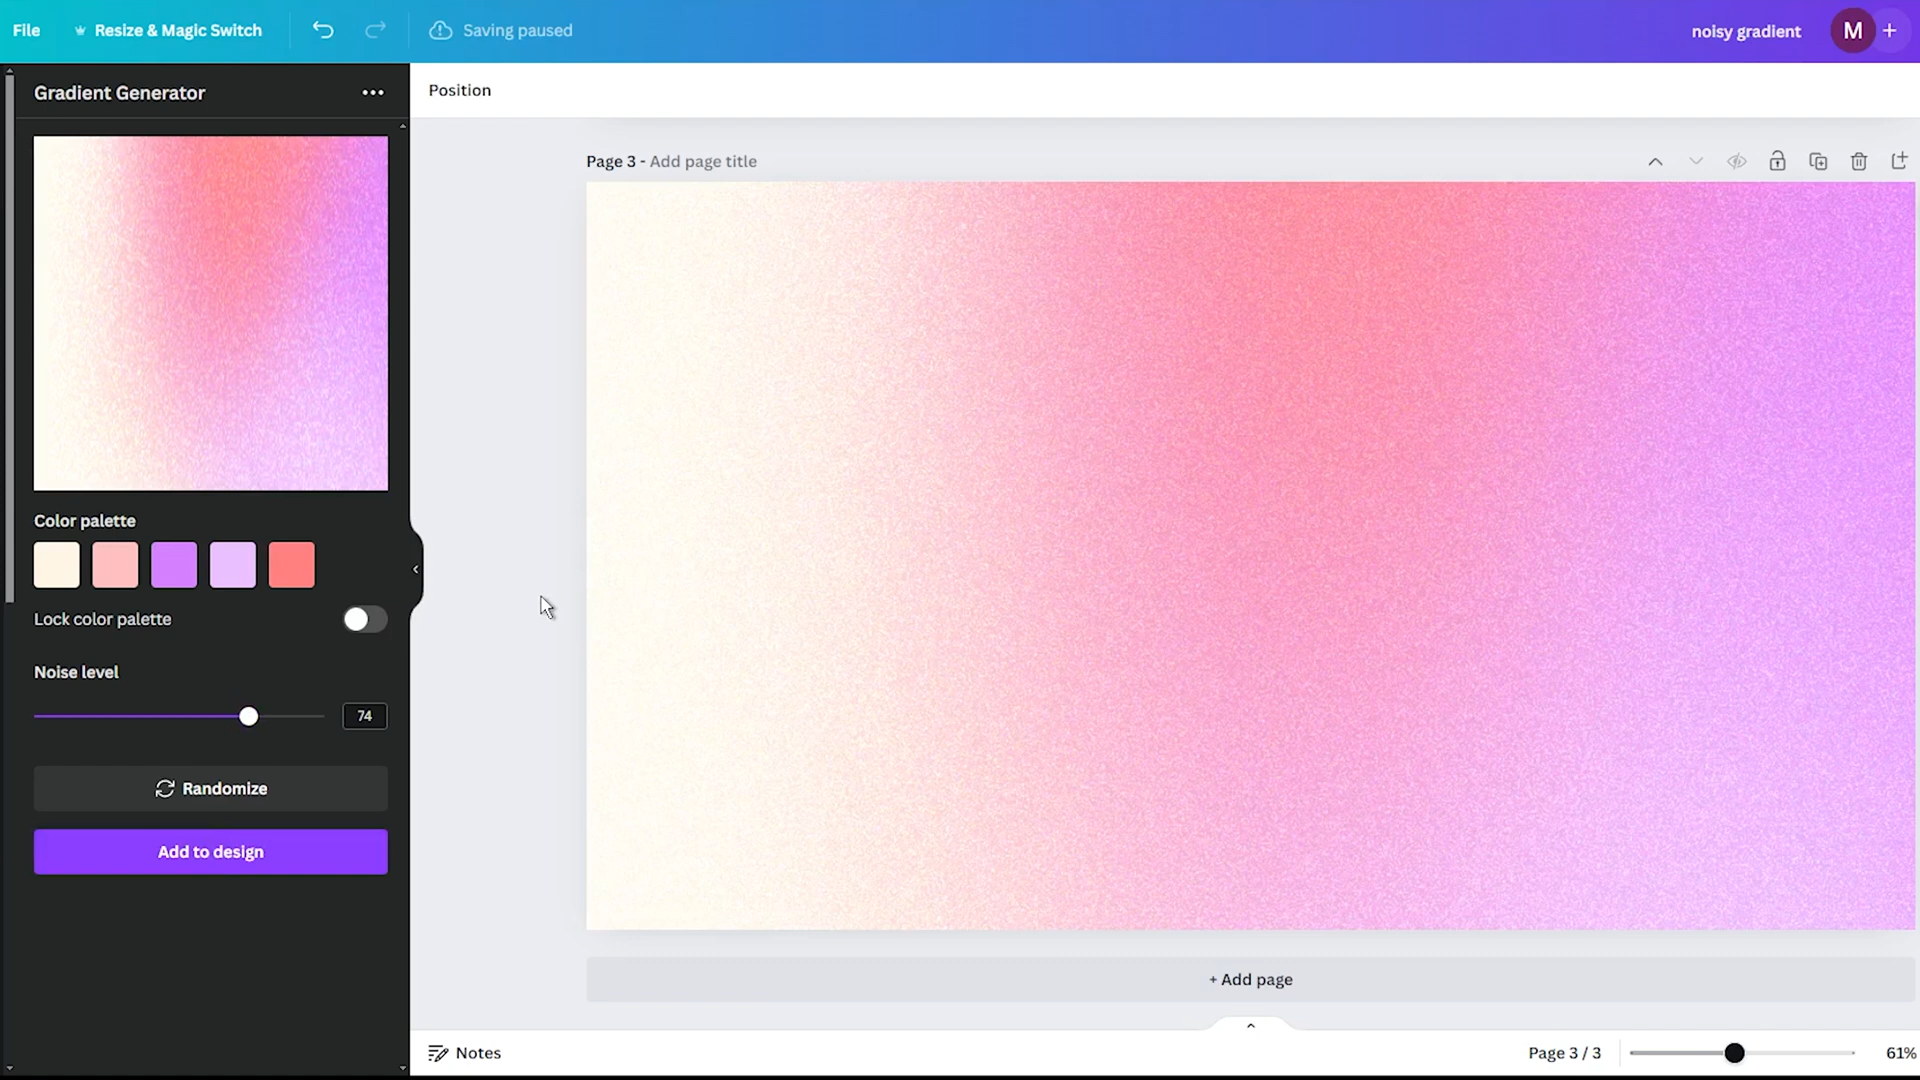 File
Resize & Magic Switch
Saving paused
noisy gradient
M
+
Gradient Generator
Position
Page 3 - Add page title
Color palette
Lock color palette
Noise level
74
Randomize
Add to design
+ Add page
Notes
Page 3 / 3
61%